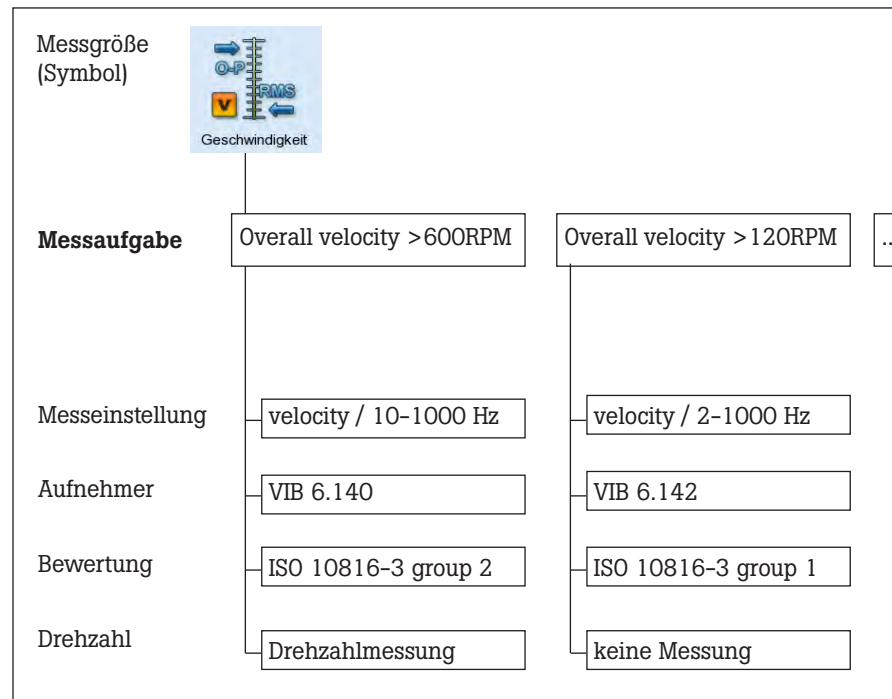 Messgröße
(Symbol)
O-P
RMS
V
Geschwindigkeit
Messaufgabe
Overall velocity >600RPM
Overall velocity >120RPM
..
Messeinstellung
velocity / 10-1000 Hz
velocity / 2-1000 Hz
Aufnehmer
VIB 6.140
VIB 6.142
Bewertung
ISO 10816-3 group 2
ISO 10816-3 group 1
Drehzahl
Drehzahlmessung
keine Messung